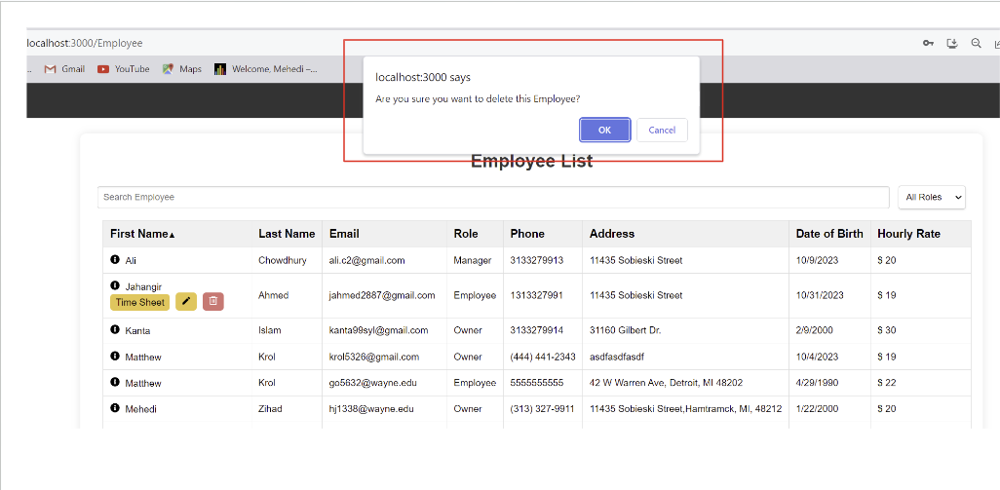 localhost:3000/Employee
.. Gmail YouTube Maps Welcome, Mehedi –...
localhost:3000 says
Are you sure you want to delete this Employee?
OK Cancel
Employee List
Search Employee All Roles
First Name▲ Last Name Email Role Phone Address Date of Birth Hourly Rate
Ali Chowdhury ali.c2@gmail.com Manager 3133279913 11435 Sobieski Street 10/9/2023 $ 20
Jahangir Ahmed jahmed2887@gmail.com Employee 1313327991 11435 Sobieski Street 10/31/2023 $ 19
Time Sheet
Kanta Islam kanta99syl@gmail.com Owner 3133279914 31160 Gilbert Dr. 2/9/2000 $ 30
Matthew Krol krol5326@gmail.com Owner (444) 441-2343 asdfasdfasdf 10/4/2023 $ 19
Matthew Krol go5632@wayne.edu Employee 5555555555 42 W Warren Ave, Detroit, MI 48202 4/29/1990 $ 22
Mehedi Zihad hj1338@wayne.edu Owner (313) 327-9911 11435 Sobieski Street,Hamtramck, MI, 48212 1/22/2000 $ 20